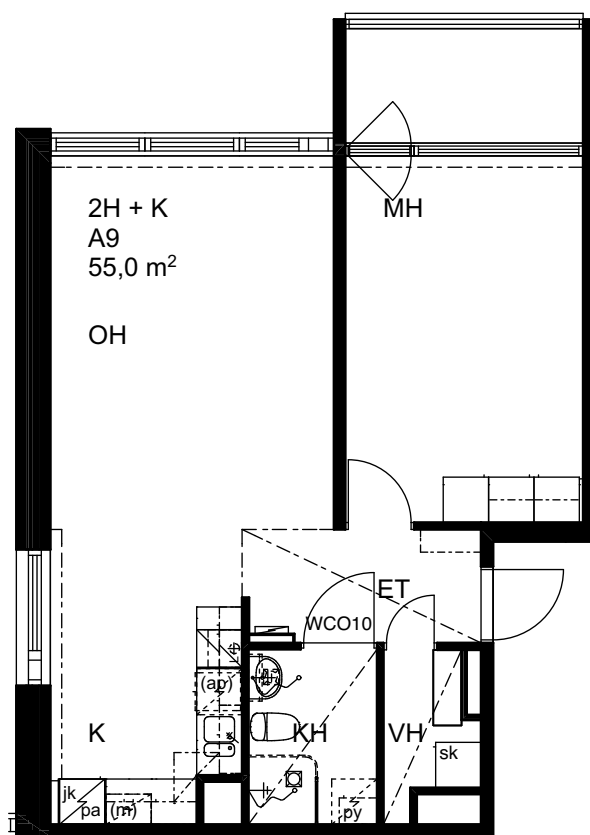 2H + K
A9
55,0 m²
MH
OH
ET
WCO10
(ap)
K
KH
VH
sk
jk
pa
(m)
py